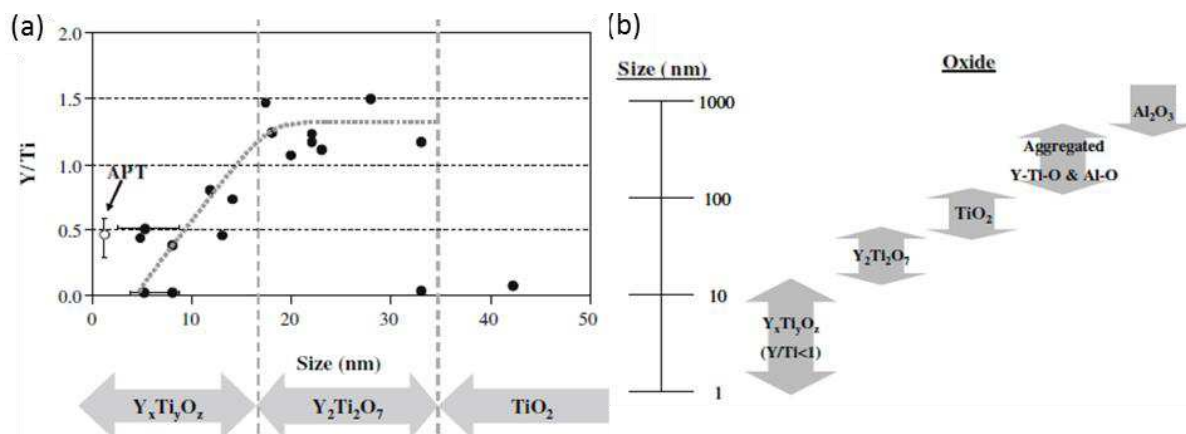 (a)
2.0
1.5
1.0
0.5
0.0
Y/Ti
APT
0 10 20 30 40 50
Size (nm)
YxTiyOz Y2Ti2O7 TiO2
(b)
Size (nm) Oxide
1000
100
10
1
Al2O3
Aggregated
Y-Ti-O & Al-O
TiO2
Y2Ti2O7
YxTiyOz
(Y/Ti<1)